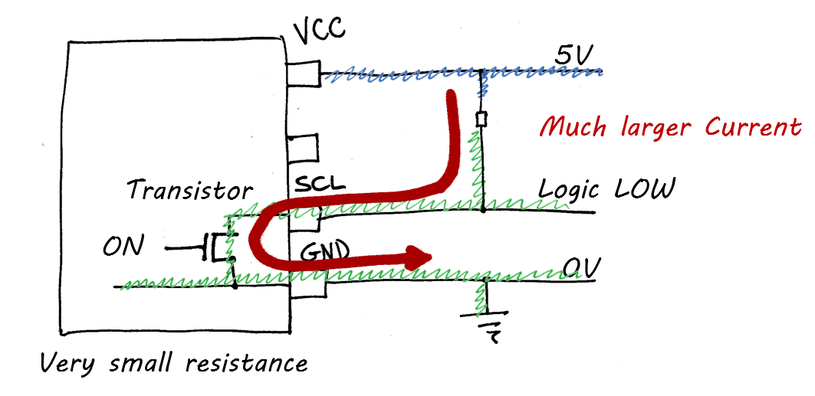 VCC
5V
Much larger Current
Transistor
SCL
Logic LOW
ON
GND
0V
Very small resistance